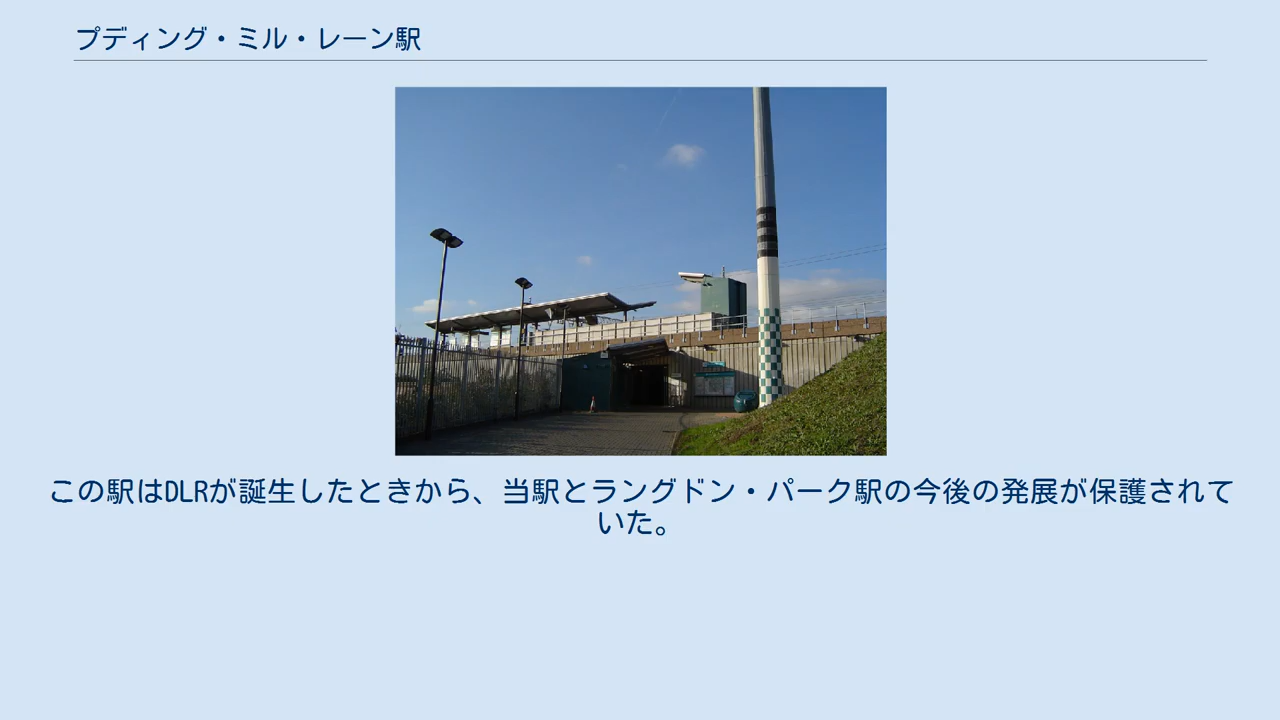 プディング・ミル・レーン駅
この駅はDLRが誕生したときから、当駅とラングドン・パーク駅の今後の発展が保護されて
いた。